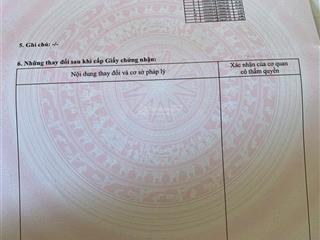 5. Ghi chú: -/-
6. Những thay đổi sau khi cấp Giấy chứng nhận:
Nội dung thay đổi và cơ sở pháp lý
Xác nhận của cơ quan
có thẩm quyền